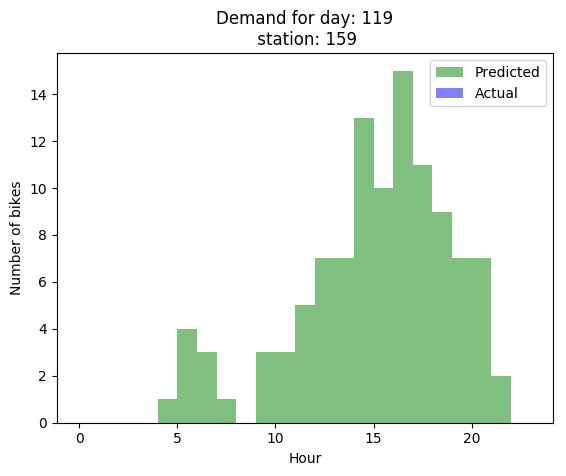 Demand for day: 119
station: 159
Predicted
Actual
Number of bikes
14
12
10
8
6
4
2
0
0 5 10 15 20
Hour